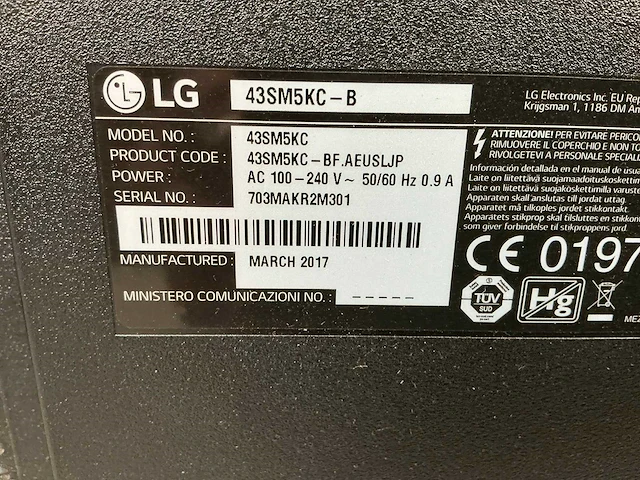 LG 43SM5KC-B
LG Electronics Inc. EU Rep
Krijgsman 1, 1186 DM Am
MODEL NO. : 43SM5KC
PRODUCT CODE : 43SM5KC-BF.AEUSLJP
POWER : AC 100-240 V~ 50/60 Hz 0.9 A
SERIAL NO. : 703MAKR2M301
MANUFACTURED : MARCH 2017
MINISTERO COMUNICAZIONI NO. : -----
ATTENZIONE! PER EVITARE PERICOL
RIMUOVERE IL COPERCHIO E NON TO
RIVOLGETEVI A PERSONALE SPECIAL
Información detallada en el manual de usua
Laite on liitettävä suojamaadoituskoskettim
Laite on liitettävä suojakoskettimilla varuste
Apparaten skall anslutas till jordat uttag.
Apparatet må tilkoples jordet stikkontakt.
Apparatets stikprop skal tilsluttes en stikkon
som giver forbindelse til stikproppens jord.
CE 0197
TÜV
SUD
Hg
MEZ